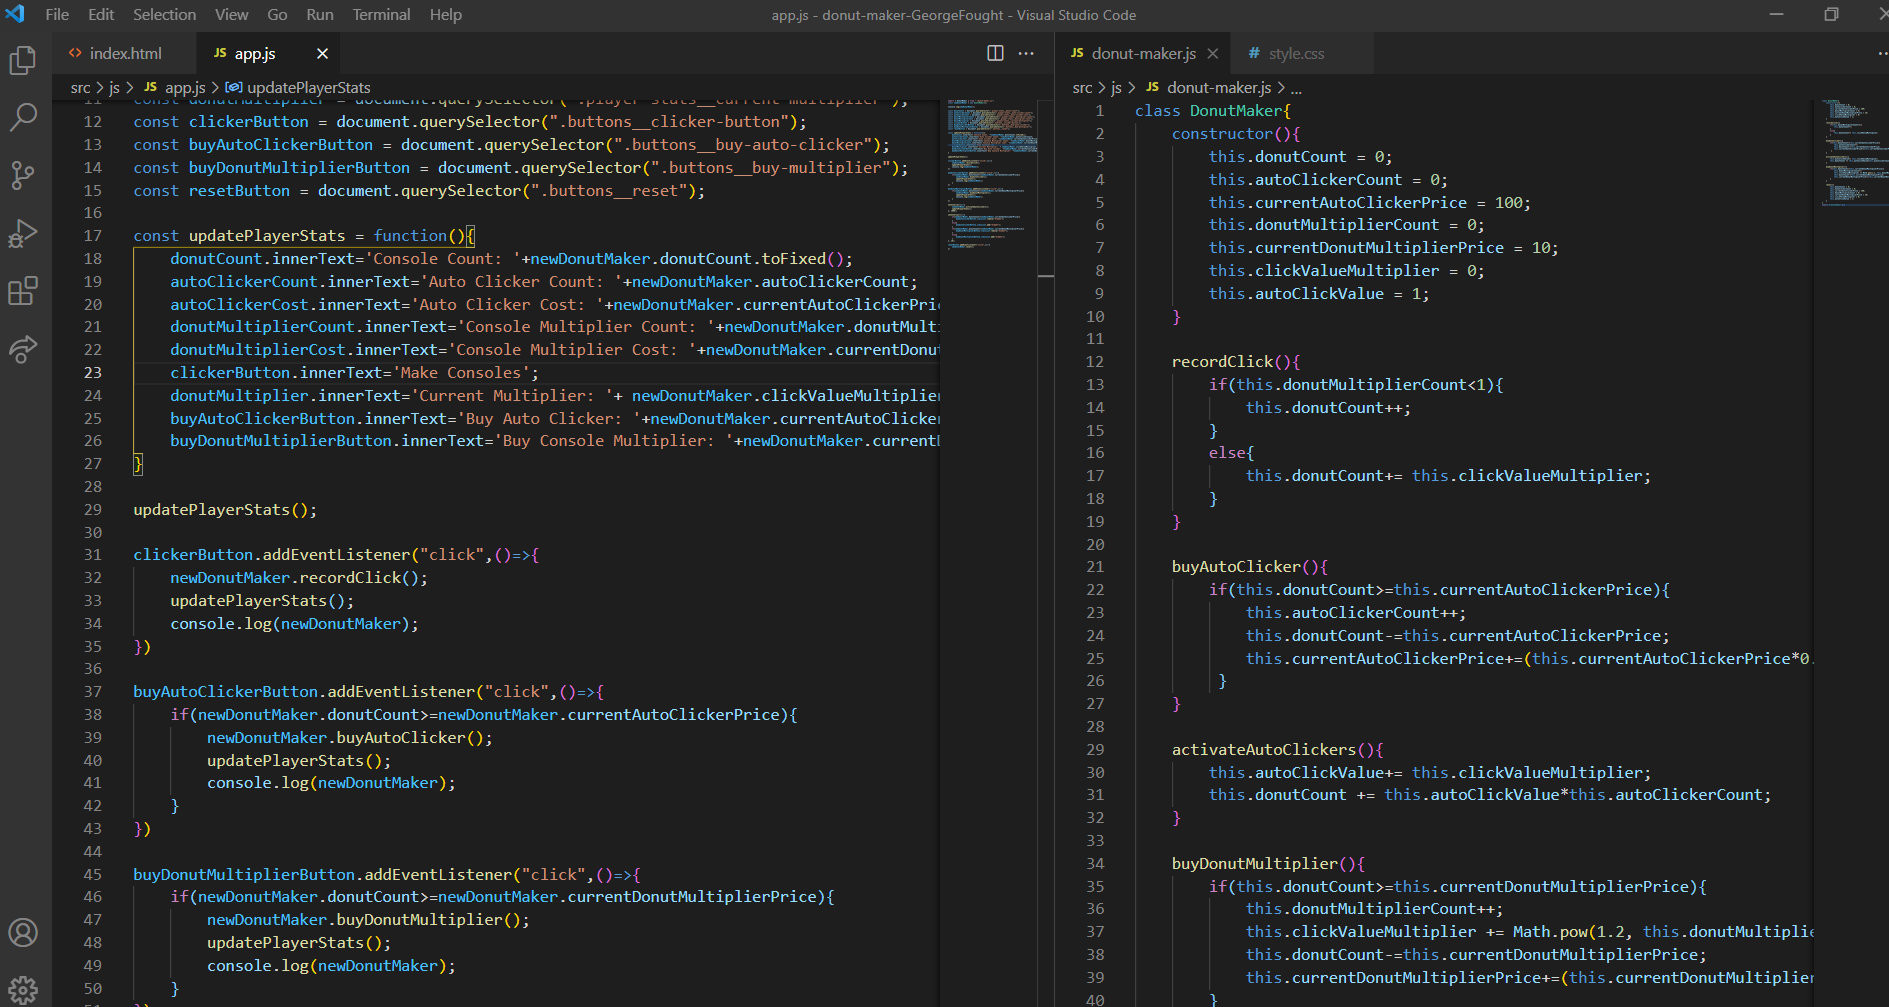 File Edit Selection View Go Run Terminal Help
app.js - donut-maker-GeorgeFought - Visual Studio Code
index.html
JS app.js
src > js > JS app.js > updatePlayerStats
11 const donutMultiplier = document.querySelector(".player-stats__current-multiplier");
12 const clickerButton = document.querySelector(".buttons__clicker-button");
13 const buyAutoClickerButton = document.querySelector(".buttons__buy-auto-clicker");
14 const buyDonutMultiplierButton = document.querySelector(".buttons__buy-multiplier");
15 const resetButton = document.querySelector(".buttons__reset");
16
17 const updatePlayerStats = function(){
18 donutCount.innerText='Console Count: '+newDonutMaker.donutCount.toFixed();
19 autoClickerCount.innerText='Auto Clicker Count: '+newDonutMaker.autoClickerCount;
20 autoClickerCost.innerText='Auto Clicker Cost: '+newDonutMaker.currentAutoClickerPri
21 donutMultiplierCount.innerText='Console Multiplier Count: '+newDonutMaker.donutMult
22 donutMultiplierCost.innerText='Console Multiplier Cost: '+newDonutMaker.currentDonu
23 clickerButton.innerText='Make Consoles';
24 donutMultiplier.innerText='Current Multiplier: '+ newDonutMaker.clickValueMultiplie
25 buyAutoClickerButton.innerText='Buy Auto Clicker: '+newDonutMaker.currentAutoClicker
26 buyDonutMultiplierButton.innerText='Buy Console Multiplier: '+newDonutMaker.current
27 }
28
29 updatePlayerStats();
30
31 clickerButton.addEventListener("click",()=>{
32 newDonutMaker.recordClick();
33 updatePlayerStats();
34 console.log(newDonutMaker);
35 })
36
37 buyAutoClickerButton.addEventListener("click",()=>{
38 if(newDonutMaker.donutCount>=newDonutMaker.currentAutoClickerPrice){
39 newDonutMaker.buyAutoClicker();
40 updatePlayerStats();
41 console.log(newDonutMaker);
42 }
43 })
44
45 buyDonutMultiplierButton.addEventListener("click",()=>{
46 if(newDonutMaker.donutCount>=newDonutMaker.currentDonutMultiplierPrice){
47 newDonutMaker.buyDonutMultiplier();
48 updatePlayerStats();
49 console.log(newDonutMaker);
50 }
JS donut-maker.js
# style.css
src > js > JS donut-maker.js > ...
1 class DonutMaker{
2 constructor(){
3 this.donutCount = 0;
4 this.autoClickerCount = 0;
5 this.currentAutoClickerPrice = 100;
6 this.donutMultiplierCount = 0;
7 this.currentDonutMultiplierPrice = 10;
8 this.clickValueMultiplier = 0;
9 this.autoClickValue = 1;
10 }
11
12 recordClick(){
13 if(this.donutMultiplierCount<1){
14 this.donutCount++;
15 }
16 else{
17 this.donutCount+= this.clickValueMultiplier;
18 }
19 }
20
21 buyAutoClicker(){
22 if(this.donutCount>=this.currentAutoClickerPrice){
23 this.autoClickerCount++;
24 this.donutCount-=this.currentAutoClickerPrice;
25 this.currentAutoClickerPrice+=(this.currentAutoClickerPrice*0.
26 }
27 }
28
29 activateAutoClickers(){
30 this.autoClickValue+= this.clickValueMultiplier;
31 this.donutCount += this.autoClickValue*this.autoClickerCount;
32 }
33
34 buyDonutMultiplier(){
35 if(this.donutCount>=this.currentDonutMultiplierPrice){
36 this.donutMultiplierCount++;
37 this.clickValueMultiplier += Math.pow(1.2, this.donutMultiplie
38 this.donutCount-=this.currentDonutMultiplierPrice;
39 this.currentDonutMultiplierPrice+=(this.currentDonutMultiplier
40 }